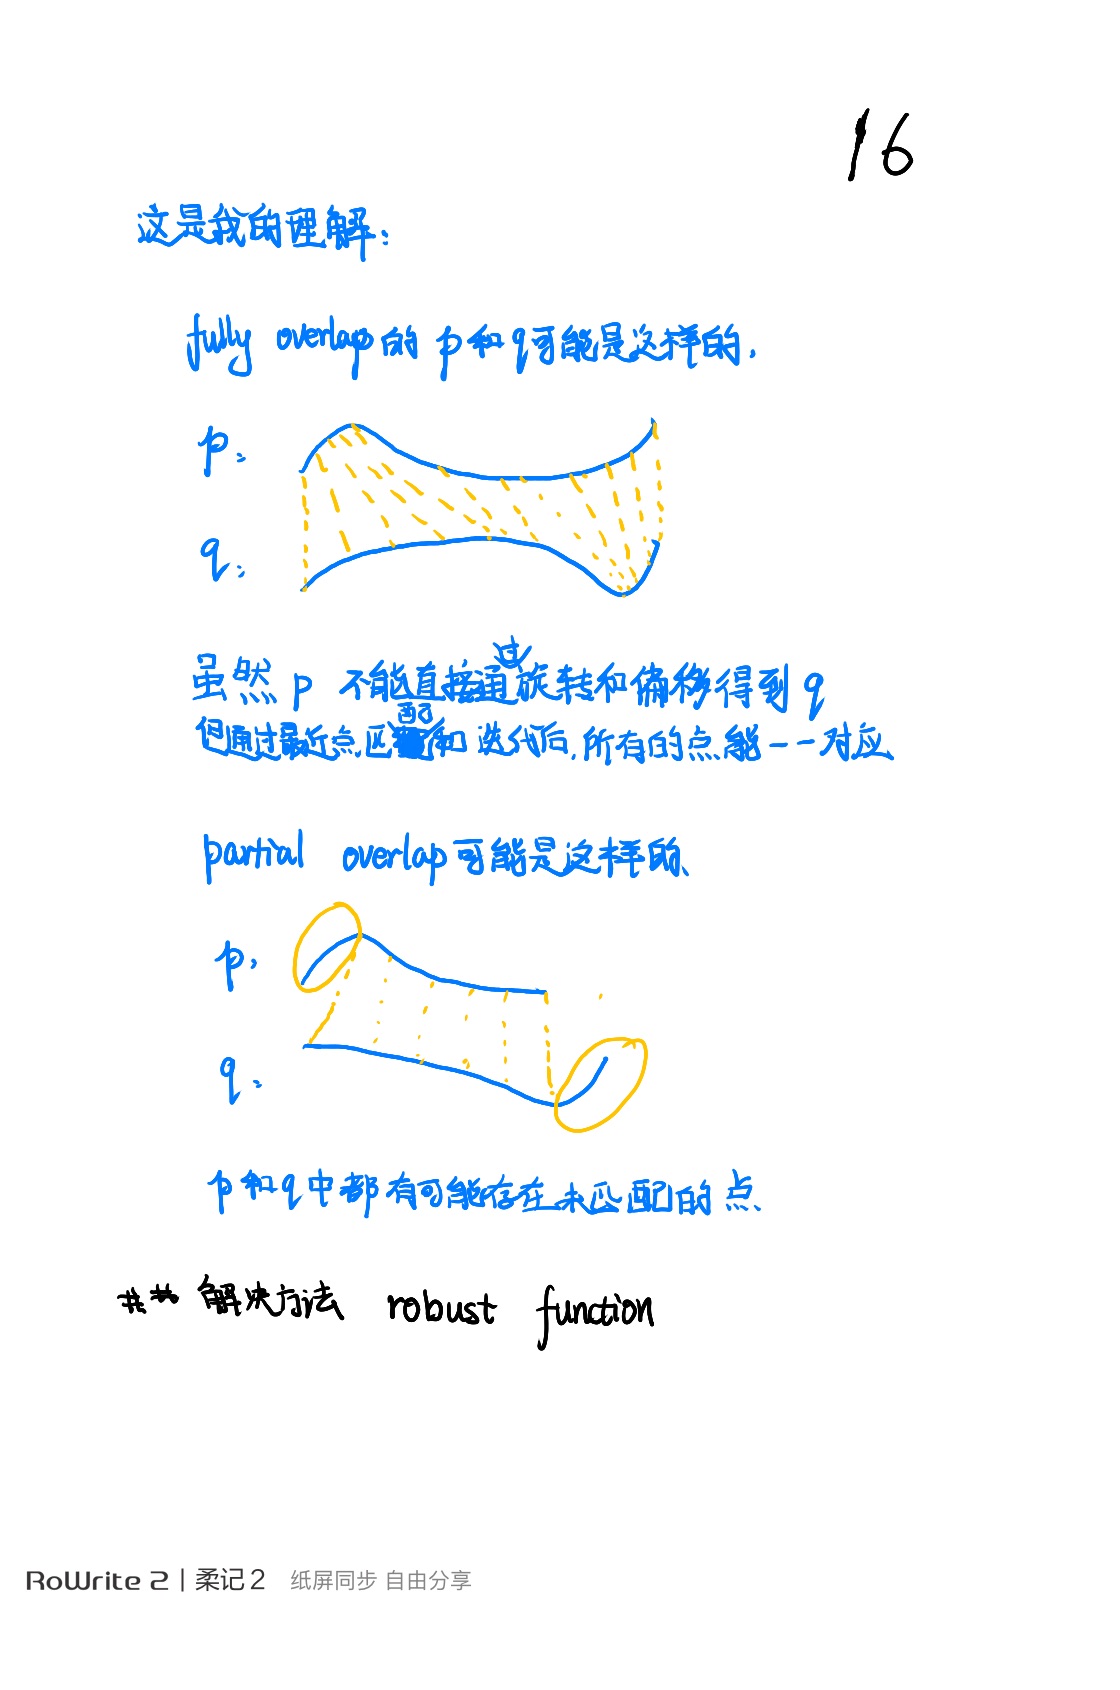 16
这是我的理解:
fully overlap的 p和q可能是这样的,
p:
q:
虽然 p 不能直接通过旋转和偏移得到 q
但通过最近点匹配和迭代后,所有的点能一一对应
partial overlap可能是这样的、
p:
q:
p和q中都有可能存在未匹配的点、
** 解决方法 robust function
RoWrite 2 | 柔记 2 纸屏同步 自由分享